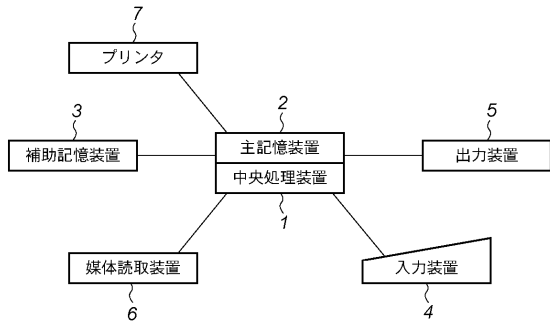 7
プリンタ
2
3
5
主記憶装置
補助記憶装置
出力装置
中央処理装置
1
媒体読取装置
入力装置
6
4